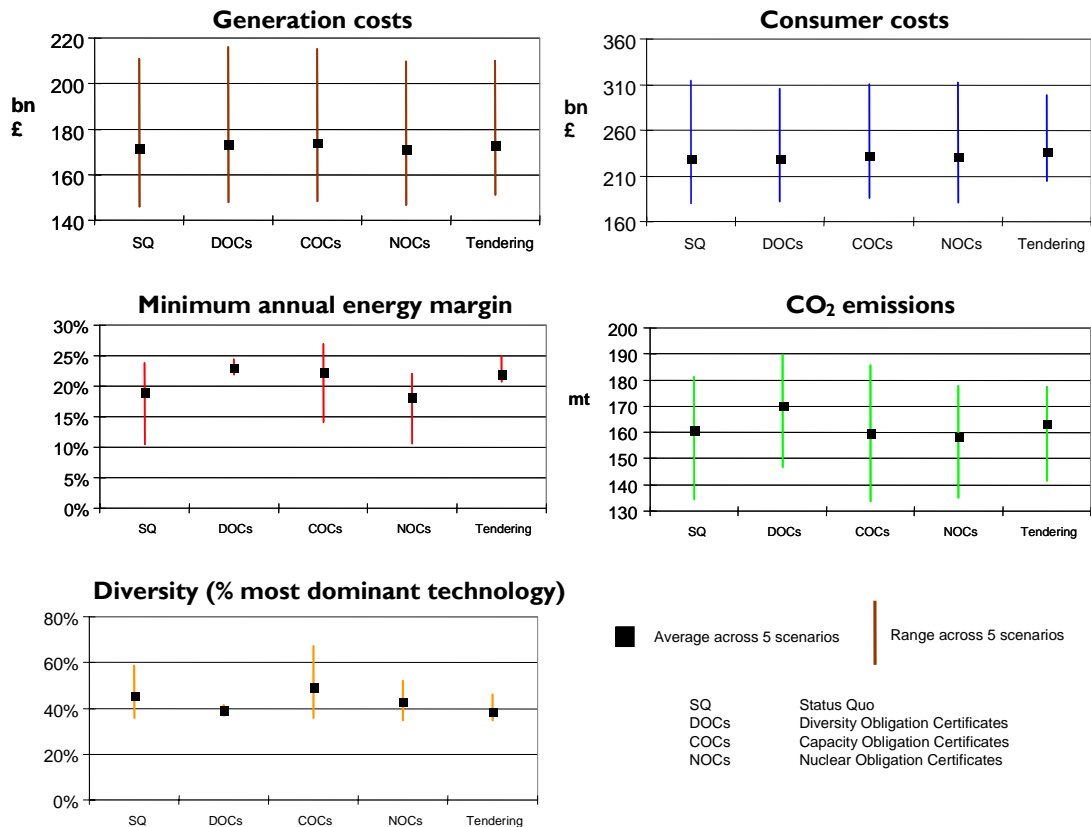 Generation costs
220
200
bn
£
180
160
140
SQ DOCs COCs NOCs Tendering
Consumer costs
360
310
bn
£
260
210
160
SQ DOCs COCs NOCs Tendering
Minimum annual energy margin
30%
25%
20%
15%
10%
5%
0%
SQ DOCs COCs NOCs Tendering
CO₂ emissions
200
190
180
170
mt
160
150
140
130
SQ DOCs COCs NOCs Tendering
Diversity (% most dominant technology)
80%
60%
40%
20%
0%
SQ DOCs COCs NOCs Tendering
Average across 5 scenarios Range across 5 scenarios
SQ Status Quo
DOCs Diversity Obligation Certificates
COCs Capacity Obligation Certificates
NOCs Nuclear Obligation Certificates